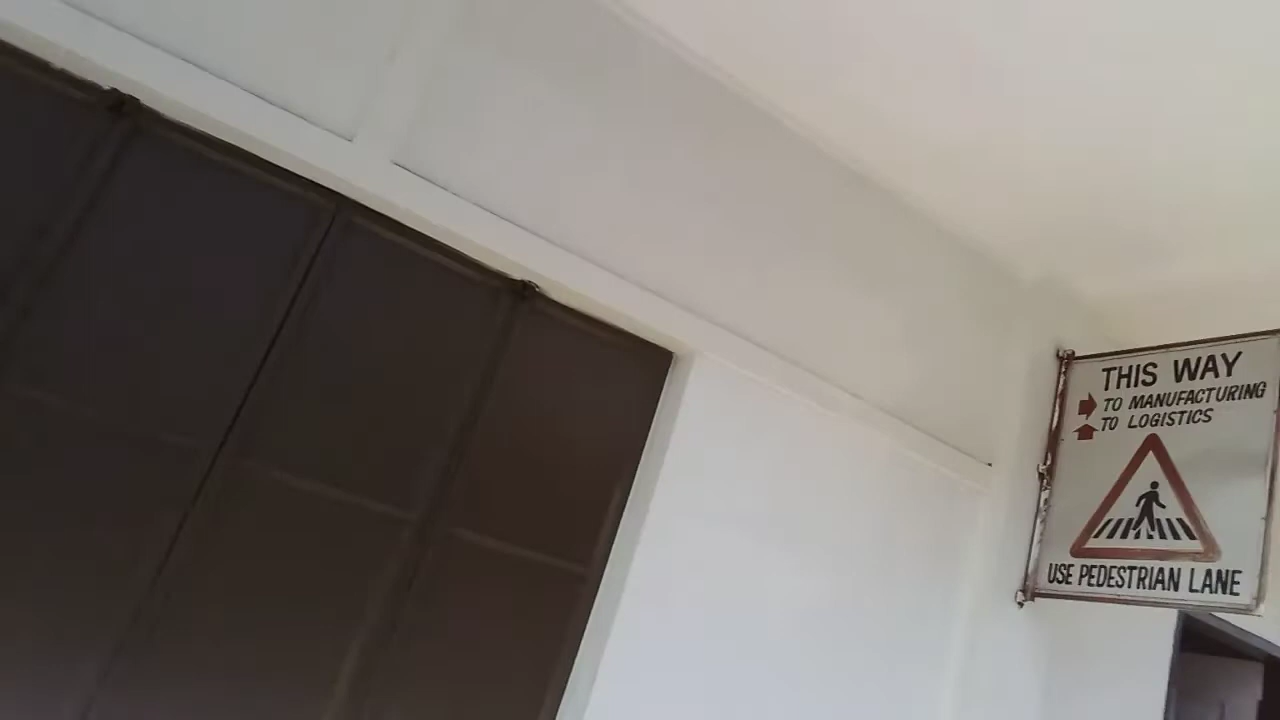 THIS WAY
TO MANUFACTURING
TO LOGISTICS
USE PEDESTRIAN LANE